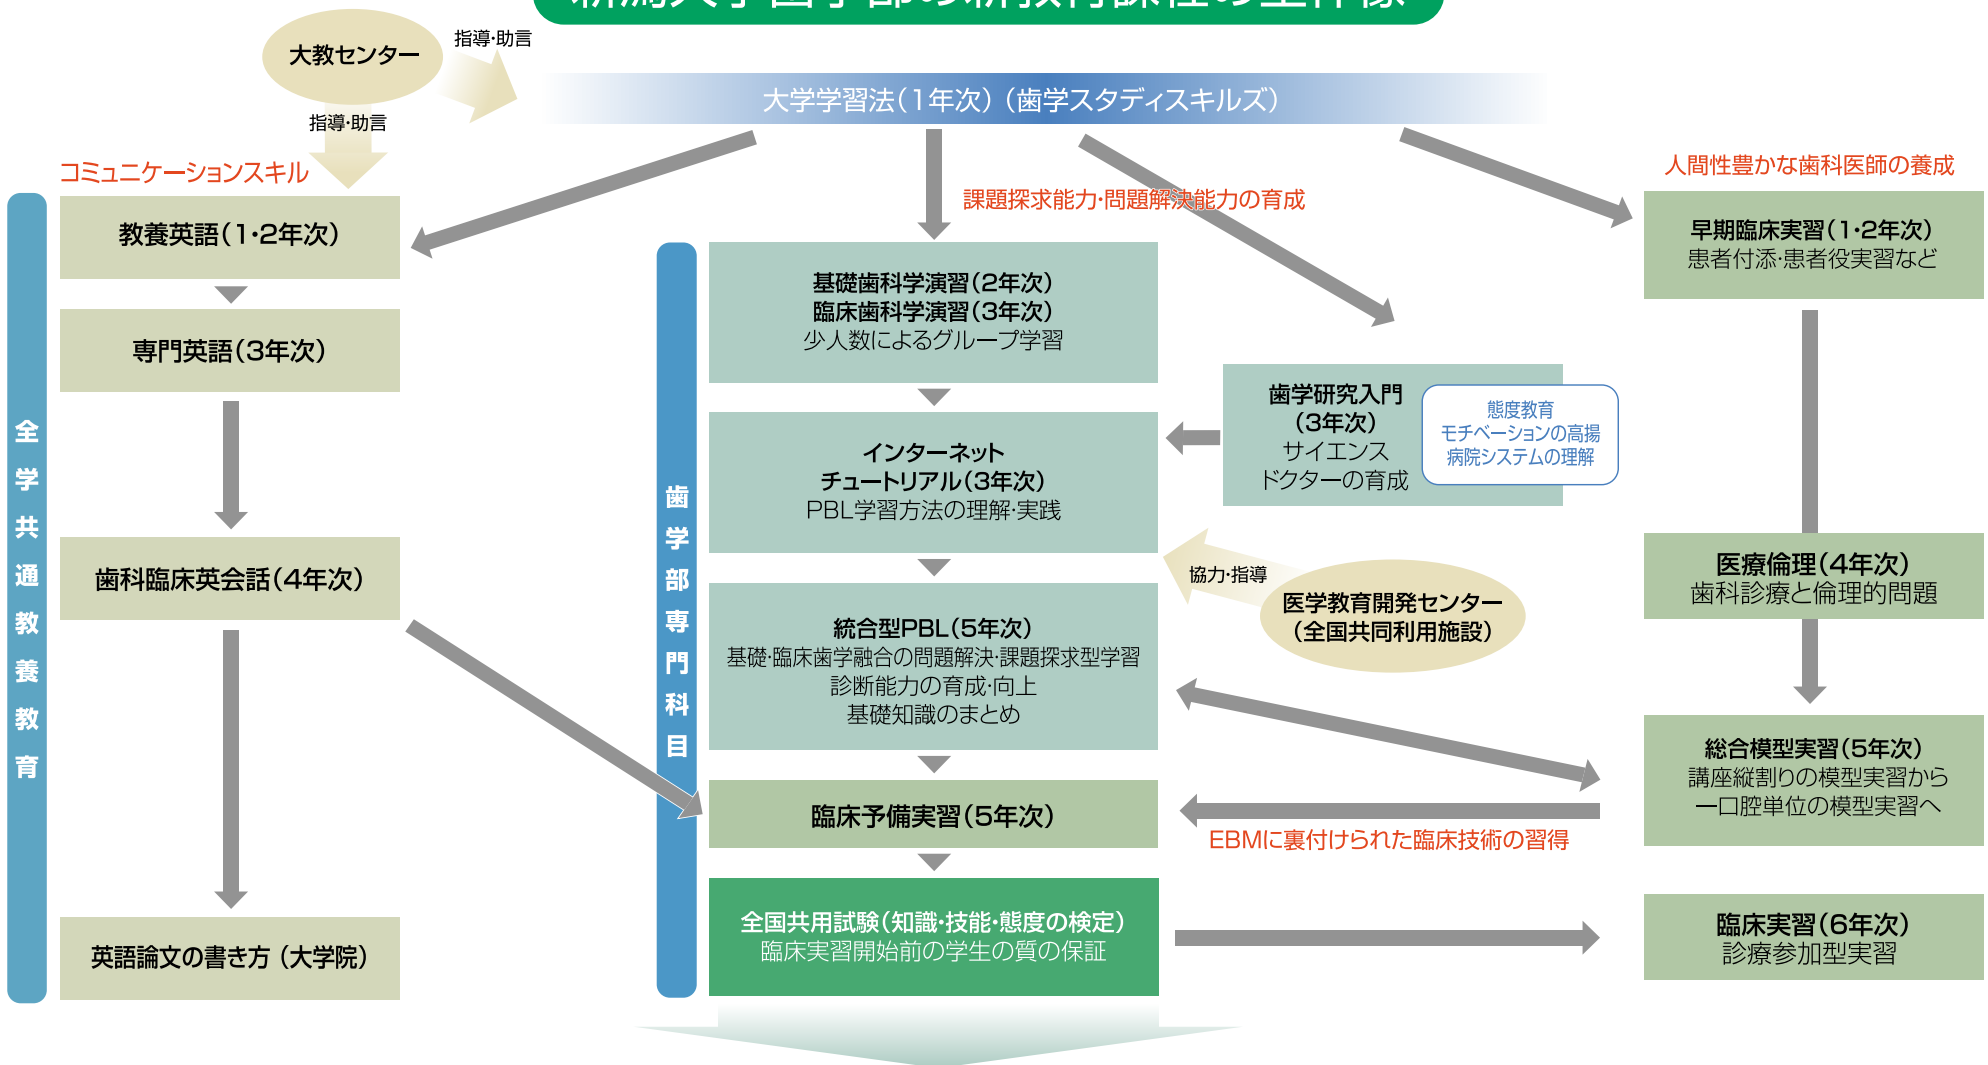 新潟大学歯学部の新教育課程の全体像
大教センター
指導・助言
指導・助言
大学学習法(1年次)(歯学スタディスキルズ)
コミュニケーションスキル
課題探求能力・問題解決能力の育成
人間性豊かな歯科医師の養成
全学共通教養教育
教養英語(1・2年次)
専門英語(3年次)
歯科臨床英会話(4年次)
英語論文の書き方(大学院)
歯学部専門科目
基礎歯科学演習(2年次)
臨床歯科学演習(3年次)
少人数によるグループ学習
インターネット
チュートリアル(3年次)
PBL学習方法の理解・実践
統合型PBL(5年次)
基礎・臨床歯学融合の問題解決・課題探求型学習
診断能力の育成・向上
基礎知識のまとめ
臨床予備実習(5年次)
全国共用試験(知識・技能・態度の検定)
臨床実習開始前の学生の質の保証
歯学研究入門
(3年次)
サイエンス
ドクターの育成
態度教育
モチベーションの高揚
病院システムの理解
協力・指導
医学教育開発センター
(全国共同利用施設)
EBMに裏付けられた臨床技術の習得
早期臨床実習(1・2年次)
患者付添・患者役実習など
医療倫理(4年次)
歯科診療と倫理的問題
総合模型実習(5年次)
講座縦割りの模型実習から
一口腔単位の模型実習へ
臨床実習(6年次)
診療参加型実習